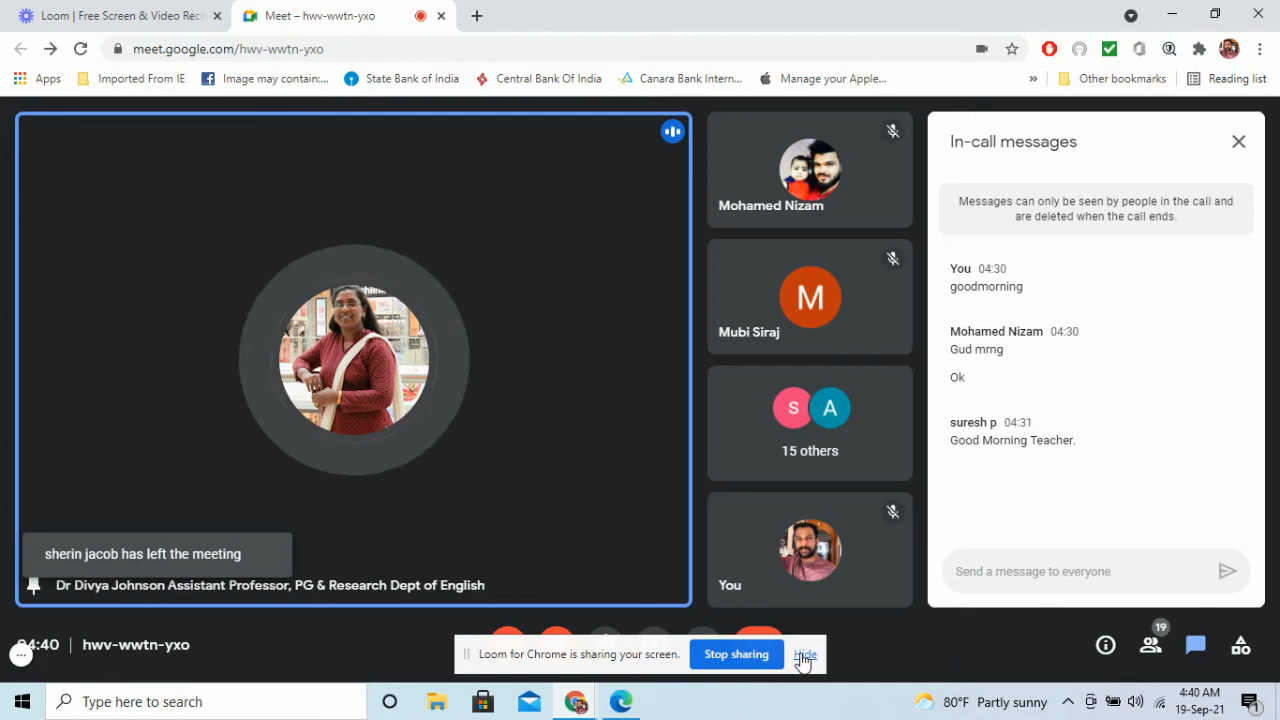 Loom | Free Screen & Video Rec
Meet – hwv-wwtn-yxo
meet.google.com/hwv-wwtn-yxo
Apps
Imported From IE
Image may contain:...
State Bank of India
Central Bank Of India
Canara Bank Intern...
Manage your Apple...
»
Other bookmarks
Reading list
Mohamed Nizam
M
Mubi Siraj
S A
15 others
You
sherin jacob has left the meeting
Dr Divya Johnson Assistant Professor, PG & Research Dept of English
In-call messages
Messages can only be seen by people in the call and
are deleted when the call ends.
You 04:30
goodmorning
Mohamed Nizam 04:30
Gud mrng
Ok
suresh p 04:31
Good Morning Teacher.
Send a message to everyone
04:40 hwv-wwtn-yxo
Loom for Chrome is sharing your screen. Stop sharing Hide
19
Type here to search
80°F Partly sunny
4:40 AM
19-Sep-21
1